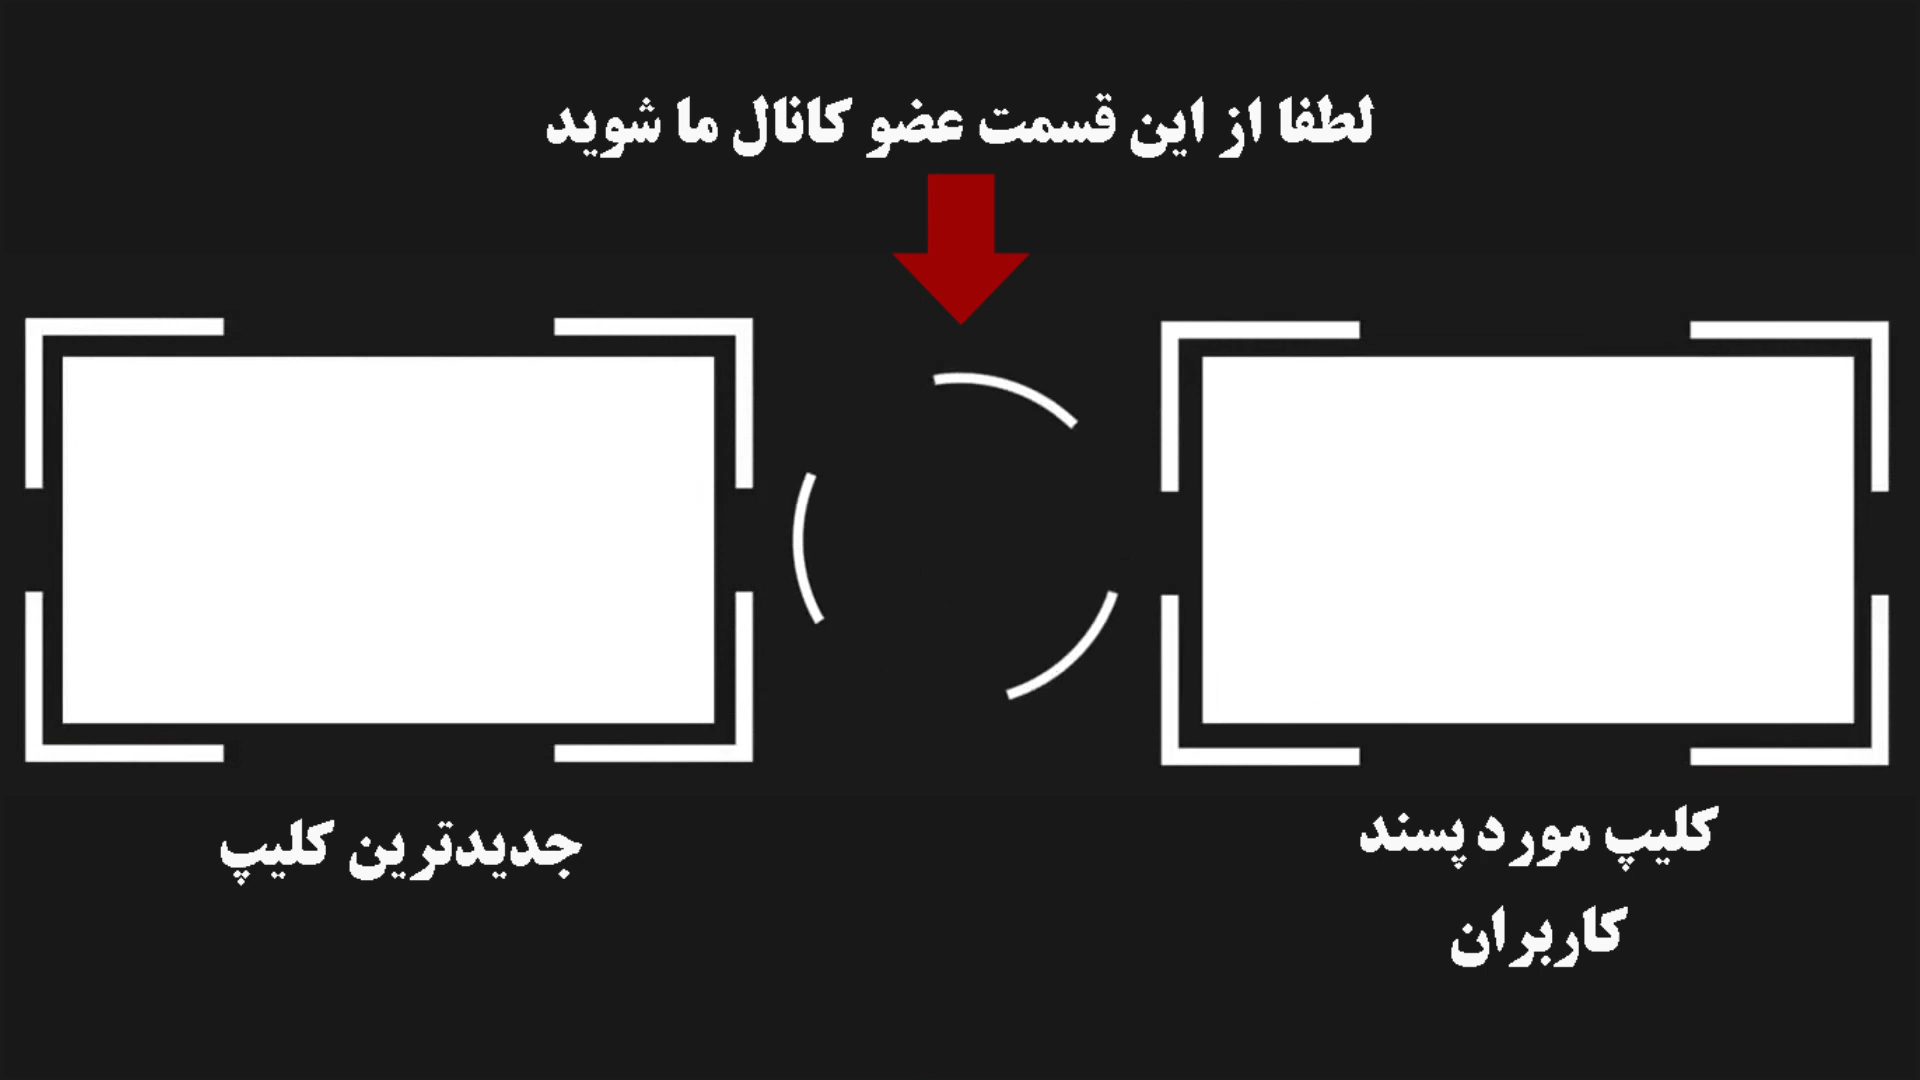 لطفا از این قسمت عضو کانال ما شوید
کلیپ مورد پسند
کاربران
جدیدترین کلیپ